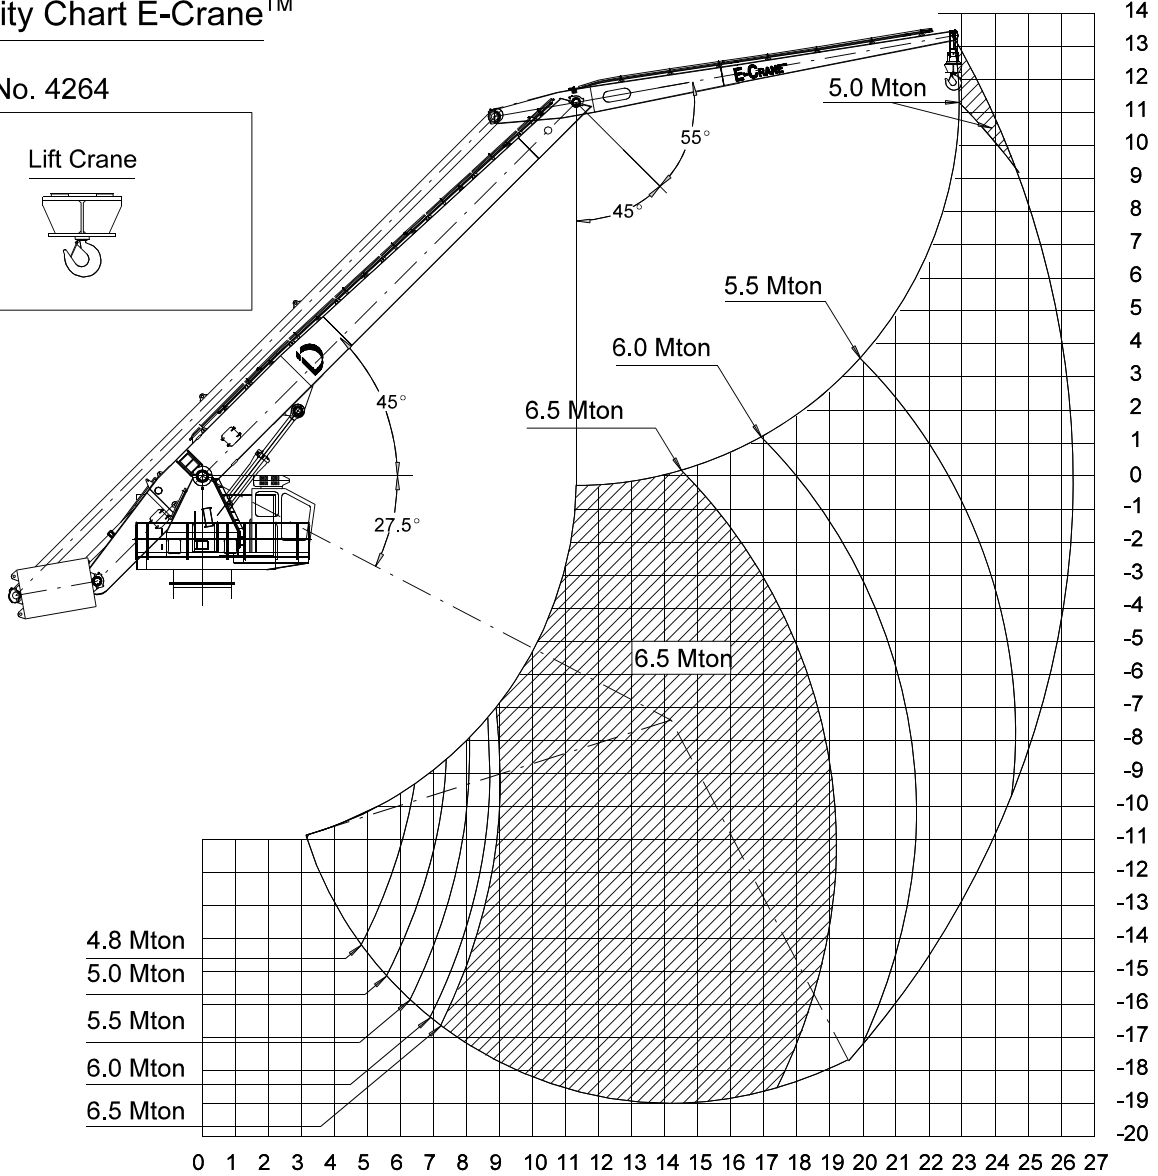 ity Chart E-Crane™
No. 4264
Lift Crane
E-CRANE™
5.0 Mton
55°
45°
5.5 Mton
6.0 Mton
6.5 Mton
45°
27.5°
6.5 Mton
4.8 Mton
5.0 Mton
5.5 Mton
6.0 Mton
6.5 Mton
14
13
12
11
10
9
8
7
6
5
4
3
2
1
0
-1
-2
-3
-4
-5
-6
-7
-8
-9
-10
-11
-12
-13
-14
-15
-16
-17
-18
-19
-20
0 1 2 3 4 5 6 7 8 9 10 11 12 13 14 15 16 17 18 19 20 21 22 23 24 25 26 27